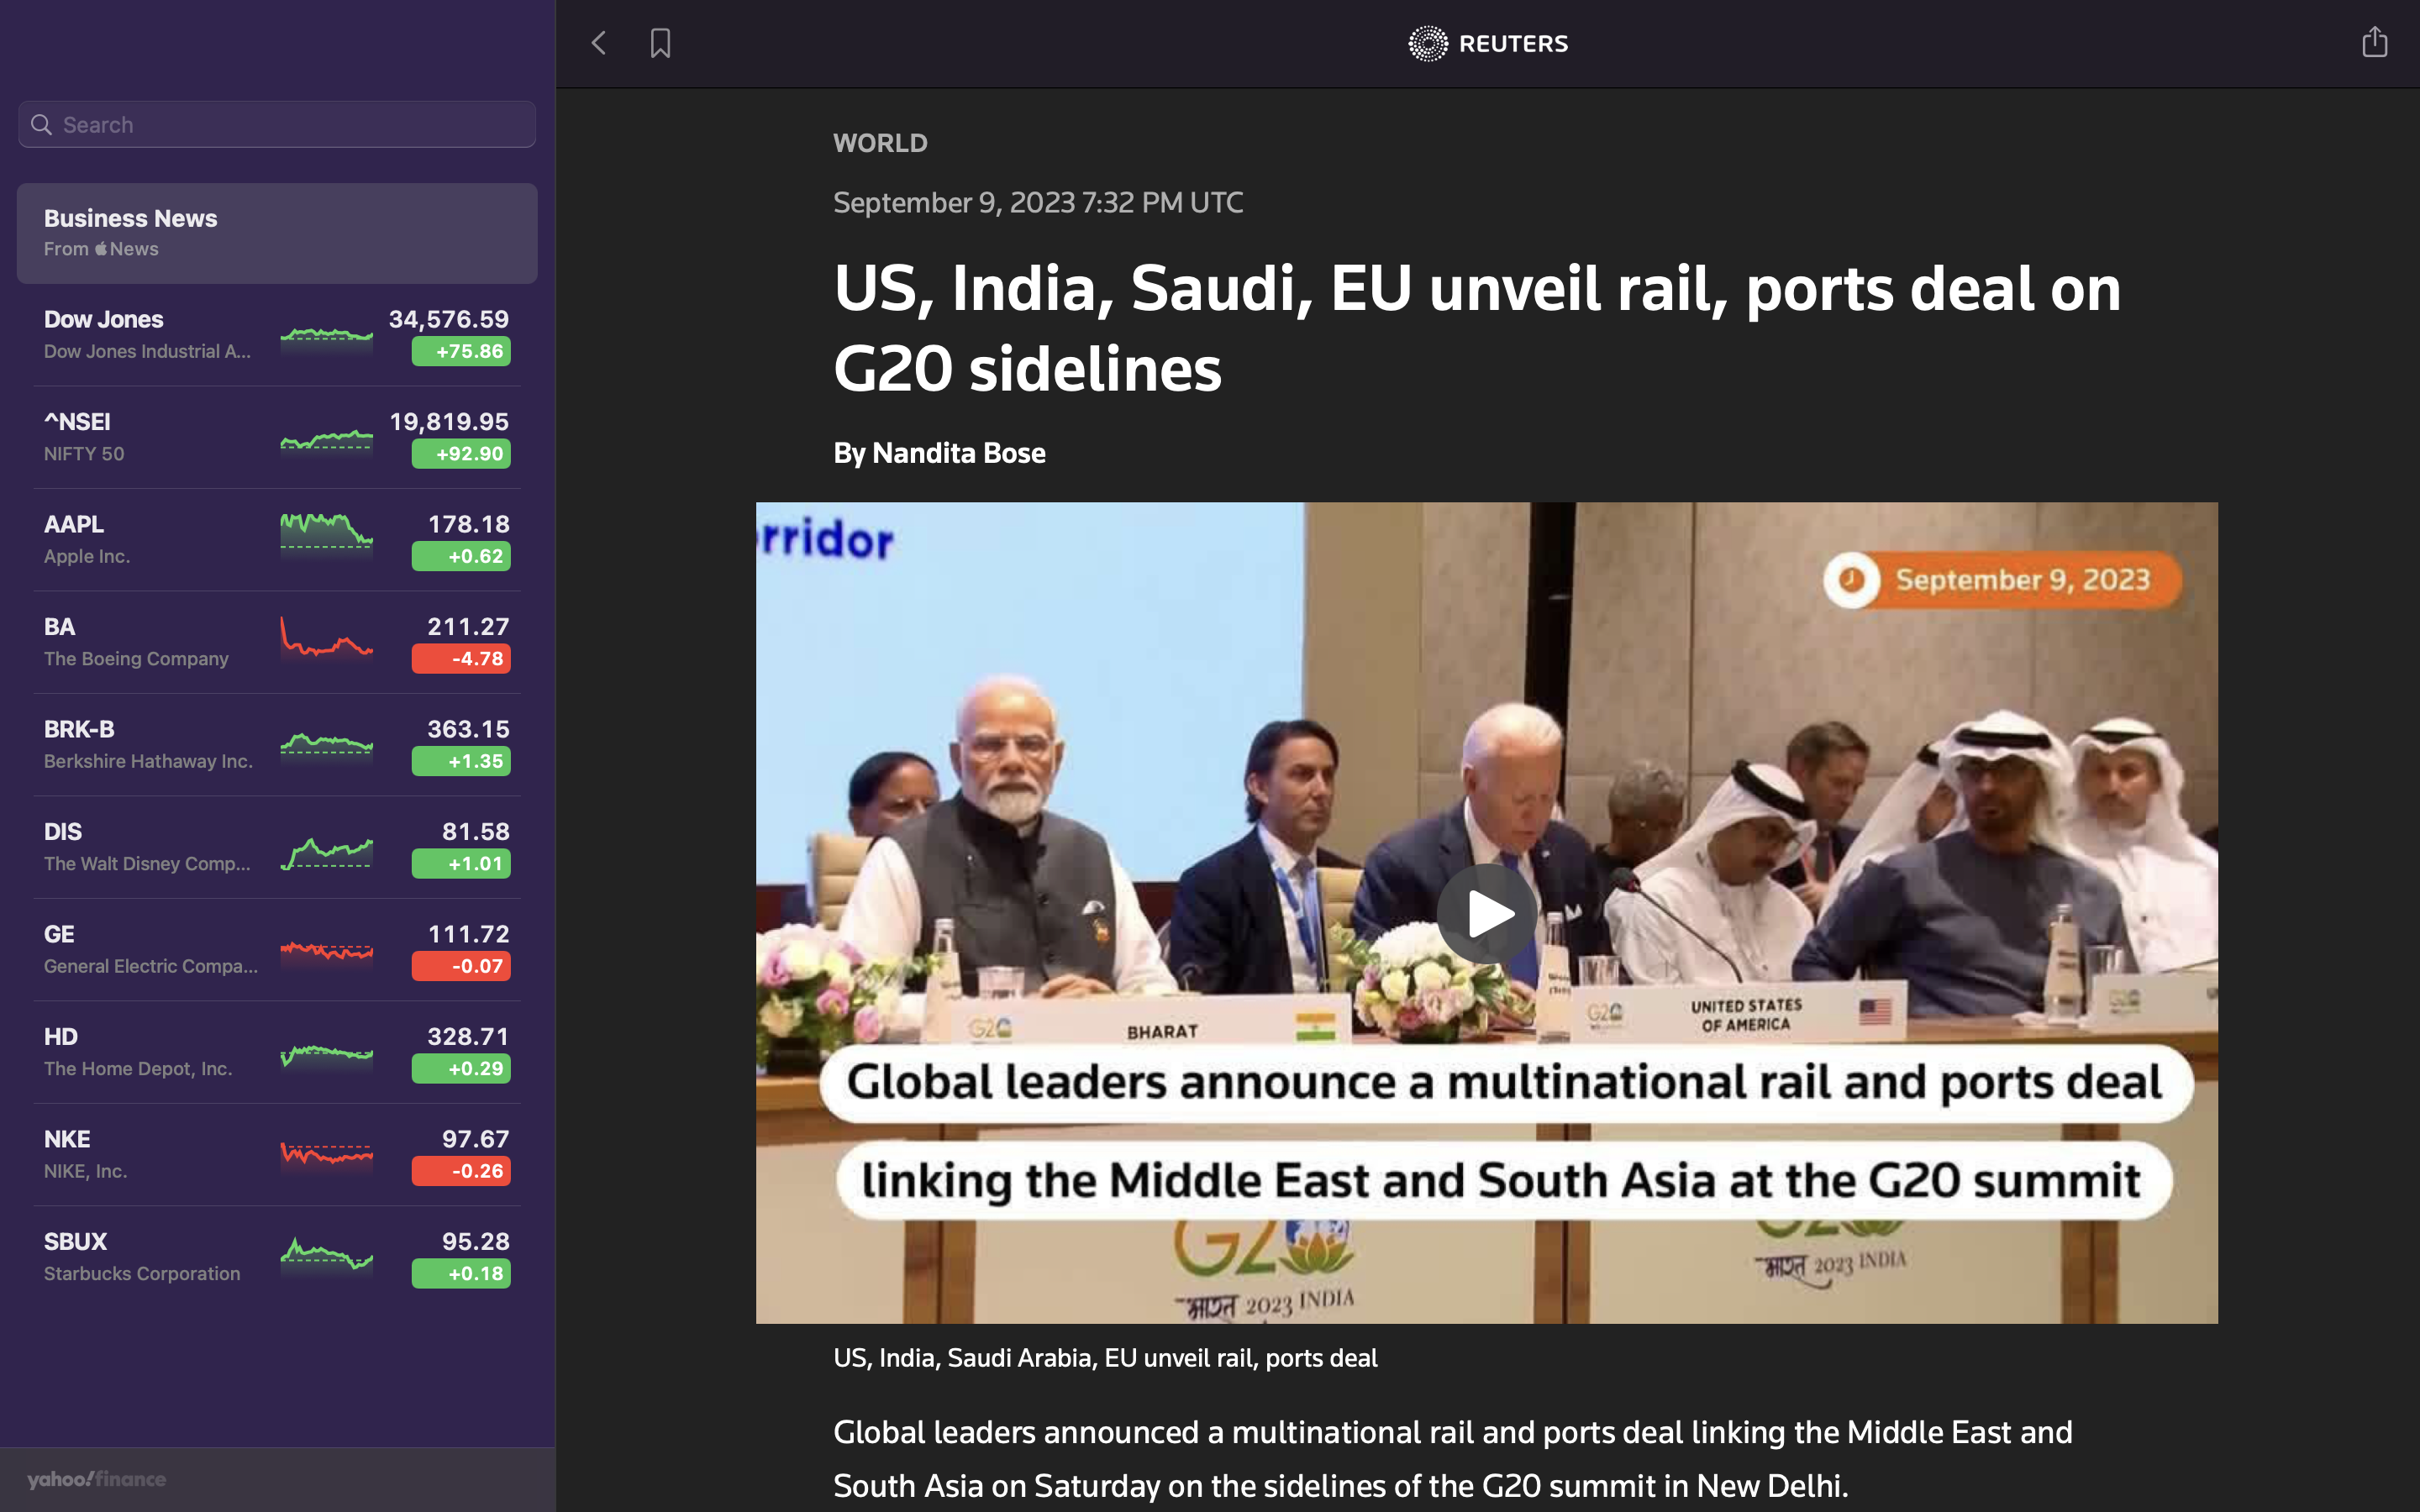 Search
Business News
From News
Dow Jones
34,576.59
Dow Jones Industrial A...
+75.86
^NSEI
19,819.95
NIFTY 50
+92.90
AAPL
178.18
Apple Inc.
+0.62
BA
211.27
The Boeing Company
-4.78
BRK-B
363.15
Berkshire Hathaway Inc.
+1.35
DIS
81.58
The Walt Disney Comp...
+1.01
GE
111.72
General Electric Compa...
-0.07
HD
328.71
The Home Depot, Inc.
+0.29
NKE
97.67
NIKE, Inc.
-0.26
SBUX
95.28
Starbucks Corporation
+0.18
yahoo!finance
REUTERS
WORLD
September 9, 2023 7:32 PM UTC
US, India, Saudi, EU unveil rail, ports deal on
G20 sidelines
By Nandita Bose
rridor
September 9, 2023
G20
BHARAT
G20
UNITED STATES
OF AMERICA
G20
Global leaders announce a multinational rail and ports deal
linking the Middle East and South Asia at the G20 summit
G20
भारत 2023 INDIA
G20
भारत 2023 INDIA
US, India, Saudi Arabia, EU unveil rail, ports deal
Global leaders announced a multinational rail and ports deal linking the Middle East and
South Asia on Saturday on the sidelines of the G20 summit in New Delhi.